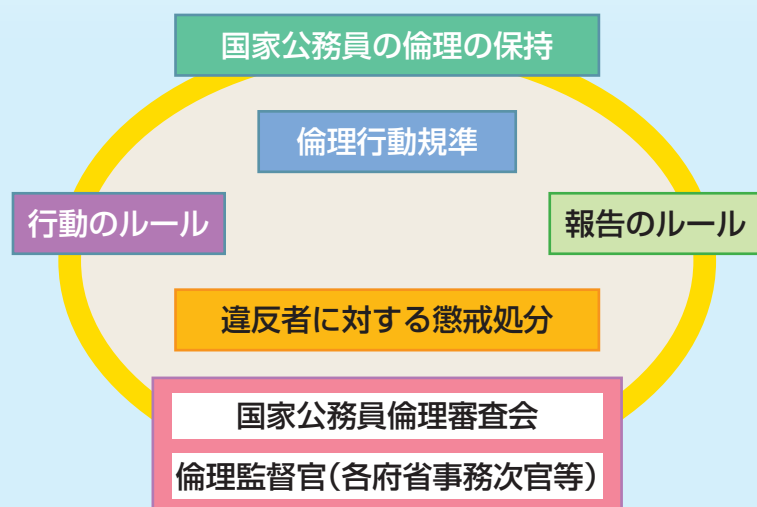 国家公務員の倫理の保持
倫理行動規準
行動のルール
報告のルール
違反者に対する懲戒処分
国家公務員倫理審査会
倫理監督官(各府省事務次官等)